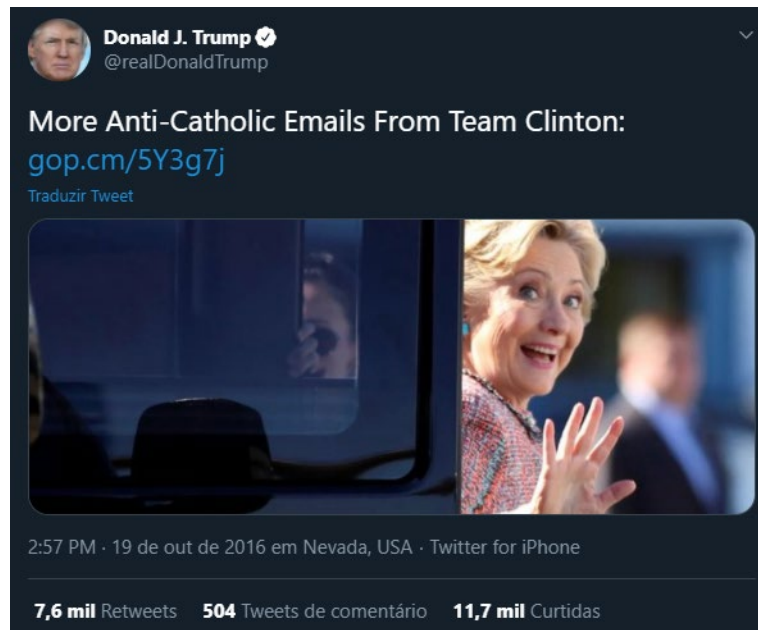 Donald J. Trump
@realDonaldTrump
More Anti-Catholic Emails From Team Clinton:
gop.cm/5Y3g7j
Traduzir Tweet
2:57 PM · 19 de out de 2016 em Nevada, USA · Twitter for iPhone
7,6 mil Retweets 504 Tweets de comentário 11,7 mil Curtidas